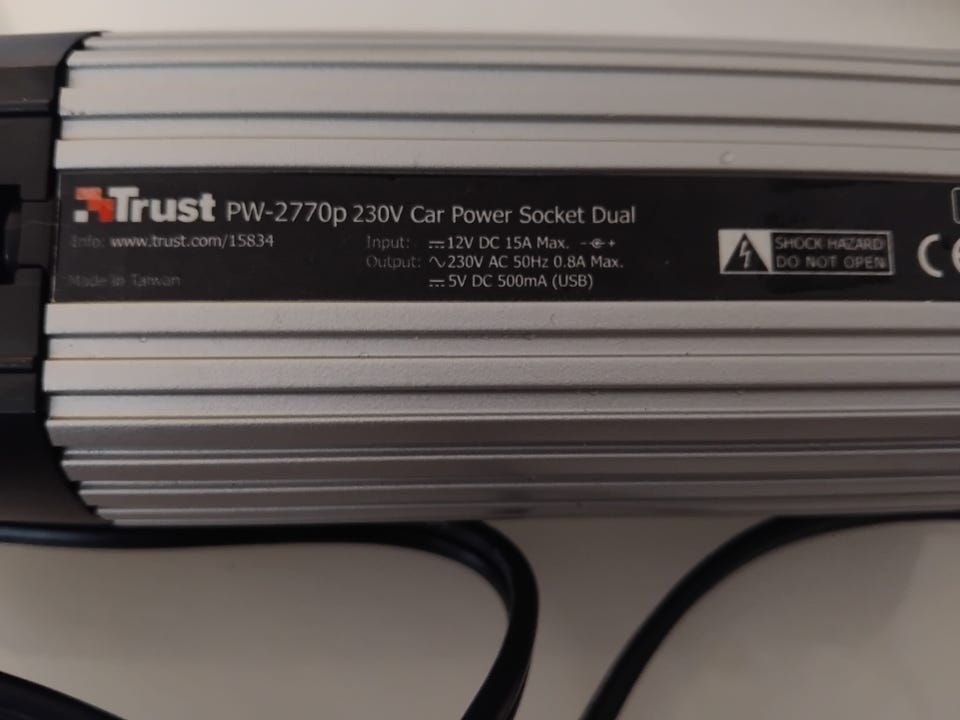 Trust PW-2770p 230V Car Power Socket Dual
Info: www.trust.com/15834
Made in Taiwan
Input: ⎓12V DC 15A Max.
Output: ∿230V AC 50Hz 0.8A Max.
⎓5V DC 500mA (USB)
SHOCK HAZARD
DO NOT OPEN
CE